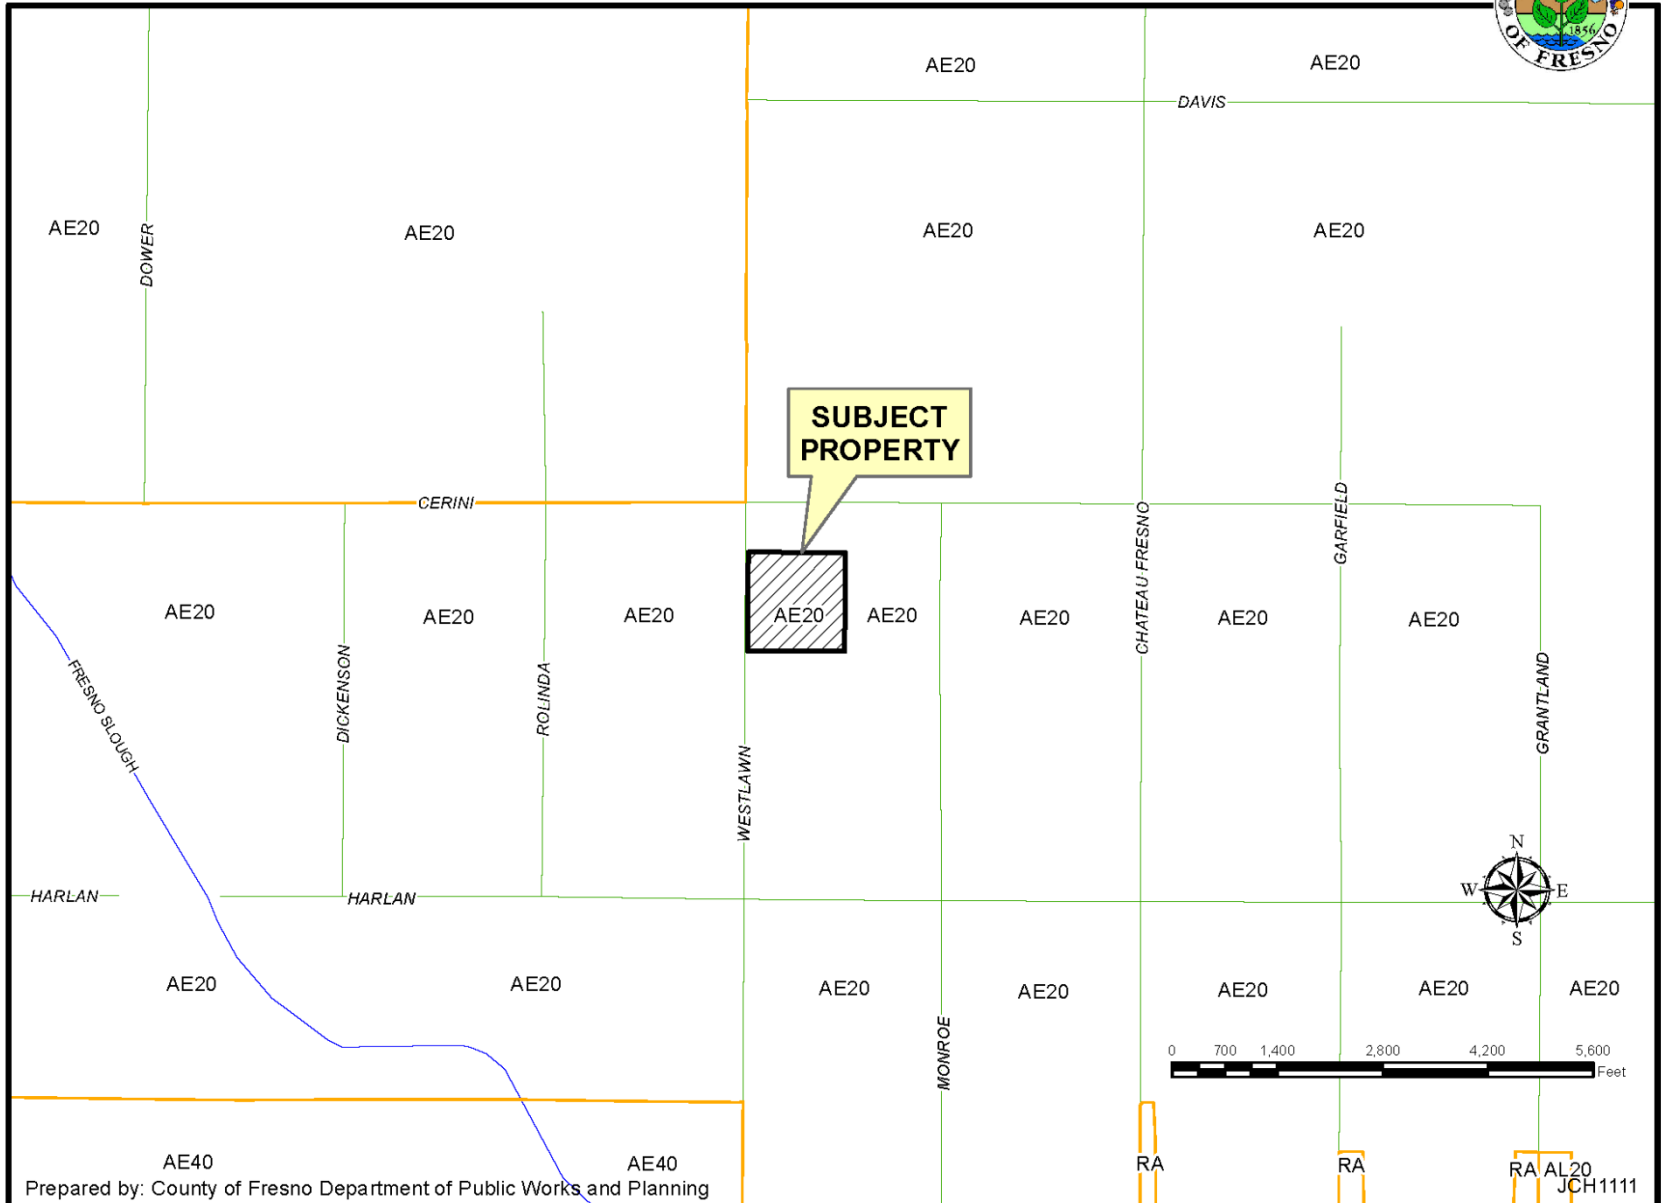 1856
OF FRESNO
AE20
AE20
DAVIS
AE20
AE20
AE20
AE20
DOWER
SUBJECT
PROPERTY
CERINI
GARFIELD
CHATEAU FRESNO
AE20
AE20
AE20
AE20
AE20
AE20
AE20
AE20
FRESNO SLOUGH
DICKENSON
ROLINDA
GRANTLAND
WESTLAWN
N
W
E
S
HARLAN
HARLAN
AE20
AE20
AE20
AE20
AE20
AE20
AE20
MONROE
0 700 1,400 2,800 4,200 5,600
Feet
AE40
AE40
RA
RA
RA
AL20
Prepared by: County of Fresno Department of Public Works and Planning
JCH1111